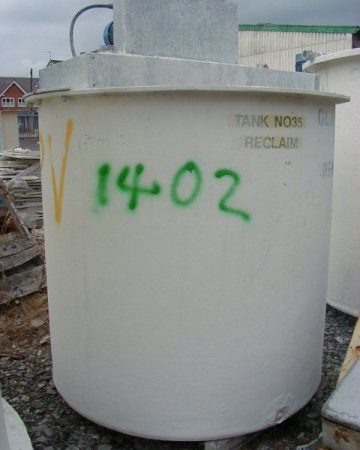 TANK NO35
RECLAIM
V
1402